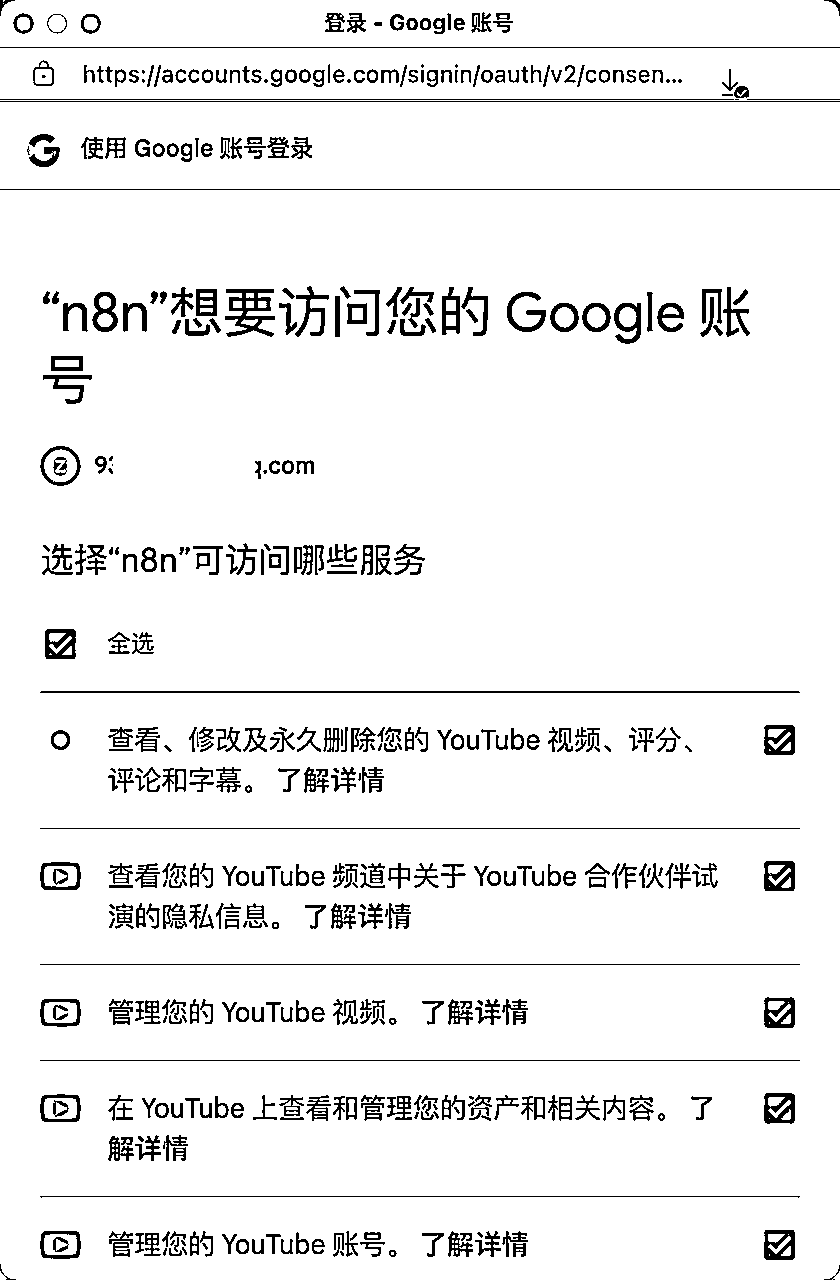 登录 - Google 账号
https://accounts.google.com/signin/oauth/v2/consen...
使用 Google 账号登录
“n8n”想要访问您的 Google 账
号
93 q.com
选择“n8n”可访问哪些服务
全选
查看、修改及永久删除您的 YouTube 视频、评分、
评论和字幕。 了解详情
查看您的 YouTube 频道中关于 YouTube 合作伙伴试
演的隐私信息。 了解详情
管理您的 YouTube 视频。 了解详情
在 YouTube 上查看和管理您的资产和相关内容。 了
解详情
管理您的 YouTube 账号。 了解详情